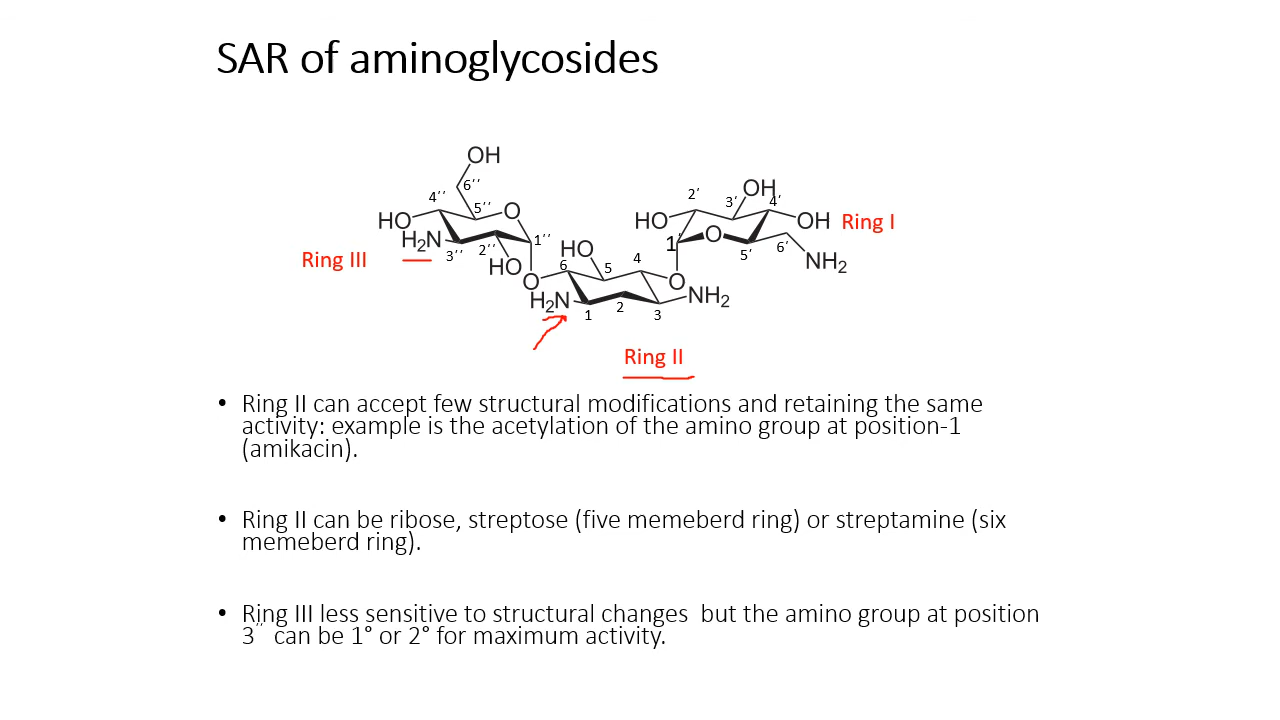 SAR of aminoglycosides
OH
6′′
4′′
5′′
O
HO
H2N
3′′
2′′
1′′
HO
Ring III
2′
3′
OH
4′
HO
OH
Ring I
1′
O
5′
6′
NH2
HO
6
5
4
O
O
H2N
NH2
1
2
3
Ring II
• Ring II can accept few structural modifications and retaining the same
activity: example is the acetylation of the amino group at position-1
(amikacin).
• Ring II can be ribose, streptose (five memeberd ring) or streptamine (six
memeberd ring).
• Ring III less sensitive to structural changes but the amino group at position
3′′ can be 1° or 2° for maximum activity.